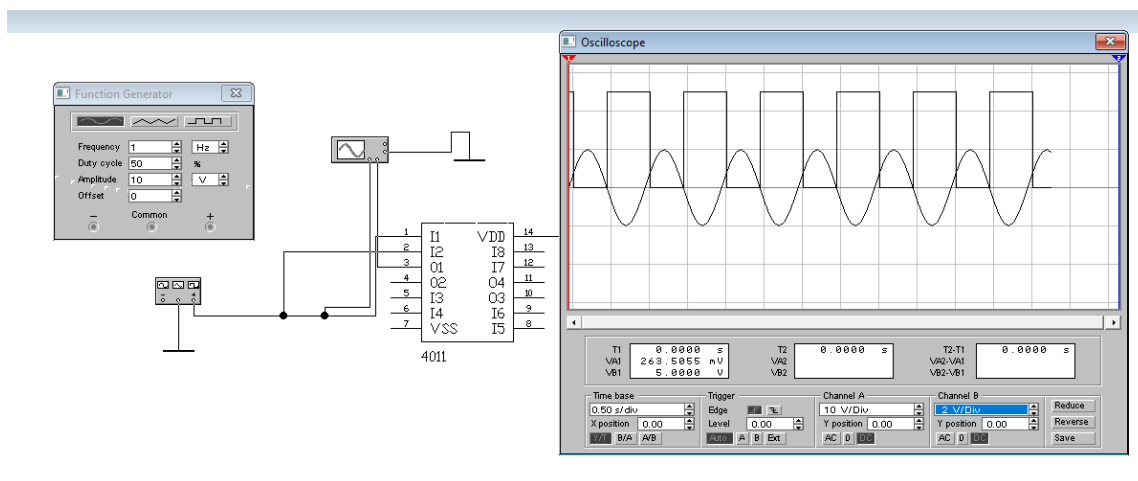 Oscilloscope
1 2
Function Generator
Frequency 1 Hz
Duty cycle 50 %
Amplitude 10 V
Offset 0
− Common +
1 I1 VDD 14
2 I2 I8 13
3 O1 I7 12
4 O2 O4 11
5 I3 O3 10
6 I4 I6 9
7 VSS I5 8
4011
− +
T1 0.0000 s T2 0.0000 s T2-T1 0.0000 s
VA1 263.5055 mV VA2 VA2-VA1
VB1 5.0000 V VB2 VB2-VB1
Time base Trigger Channel A Channel B
0.50 s/div Edge 10 V/Div 2 V/Div Reduce
X position 0.00 Level 0.00 Y position 0.00 Y position 0.00 Reverse
Y/T B/A A/B Auto A B Ext AC 0 DC AC 0 DC Save